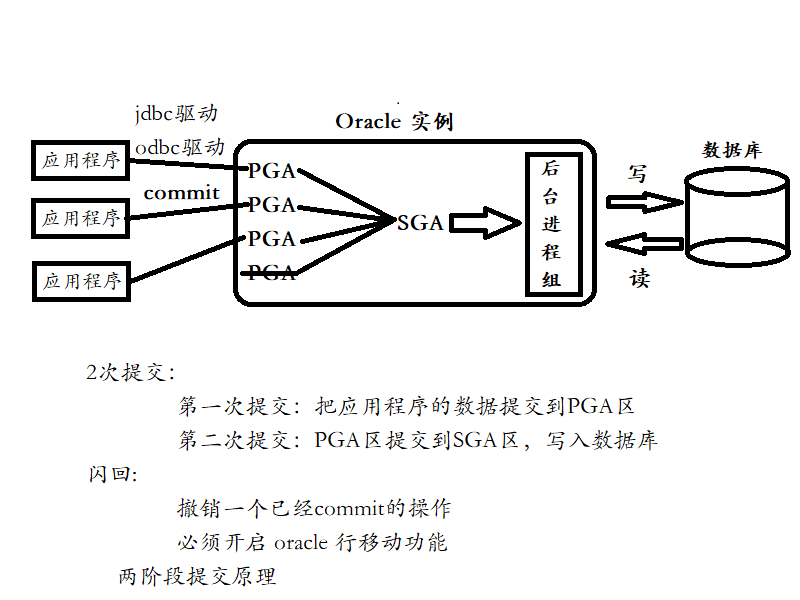 jdbc驱动
odbc驱动
Oracle 实例
数据库
应用程序
PGA
后台进程组
写
commit
应用程序
PGA
SGA
PGA
应用程序
PGA
读
2次提交：
第一次提交：把应用程序的数据提交到PGA区
第二次提交：PGA区提交到SGA区，写入数据库
闪回:
撤销一个已经commit的操作
必须开启 oracle 行移动功能
两阶段提交原理